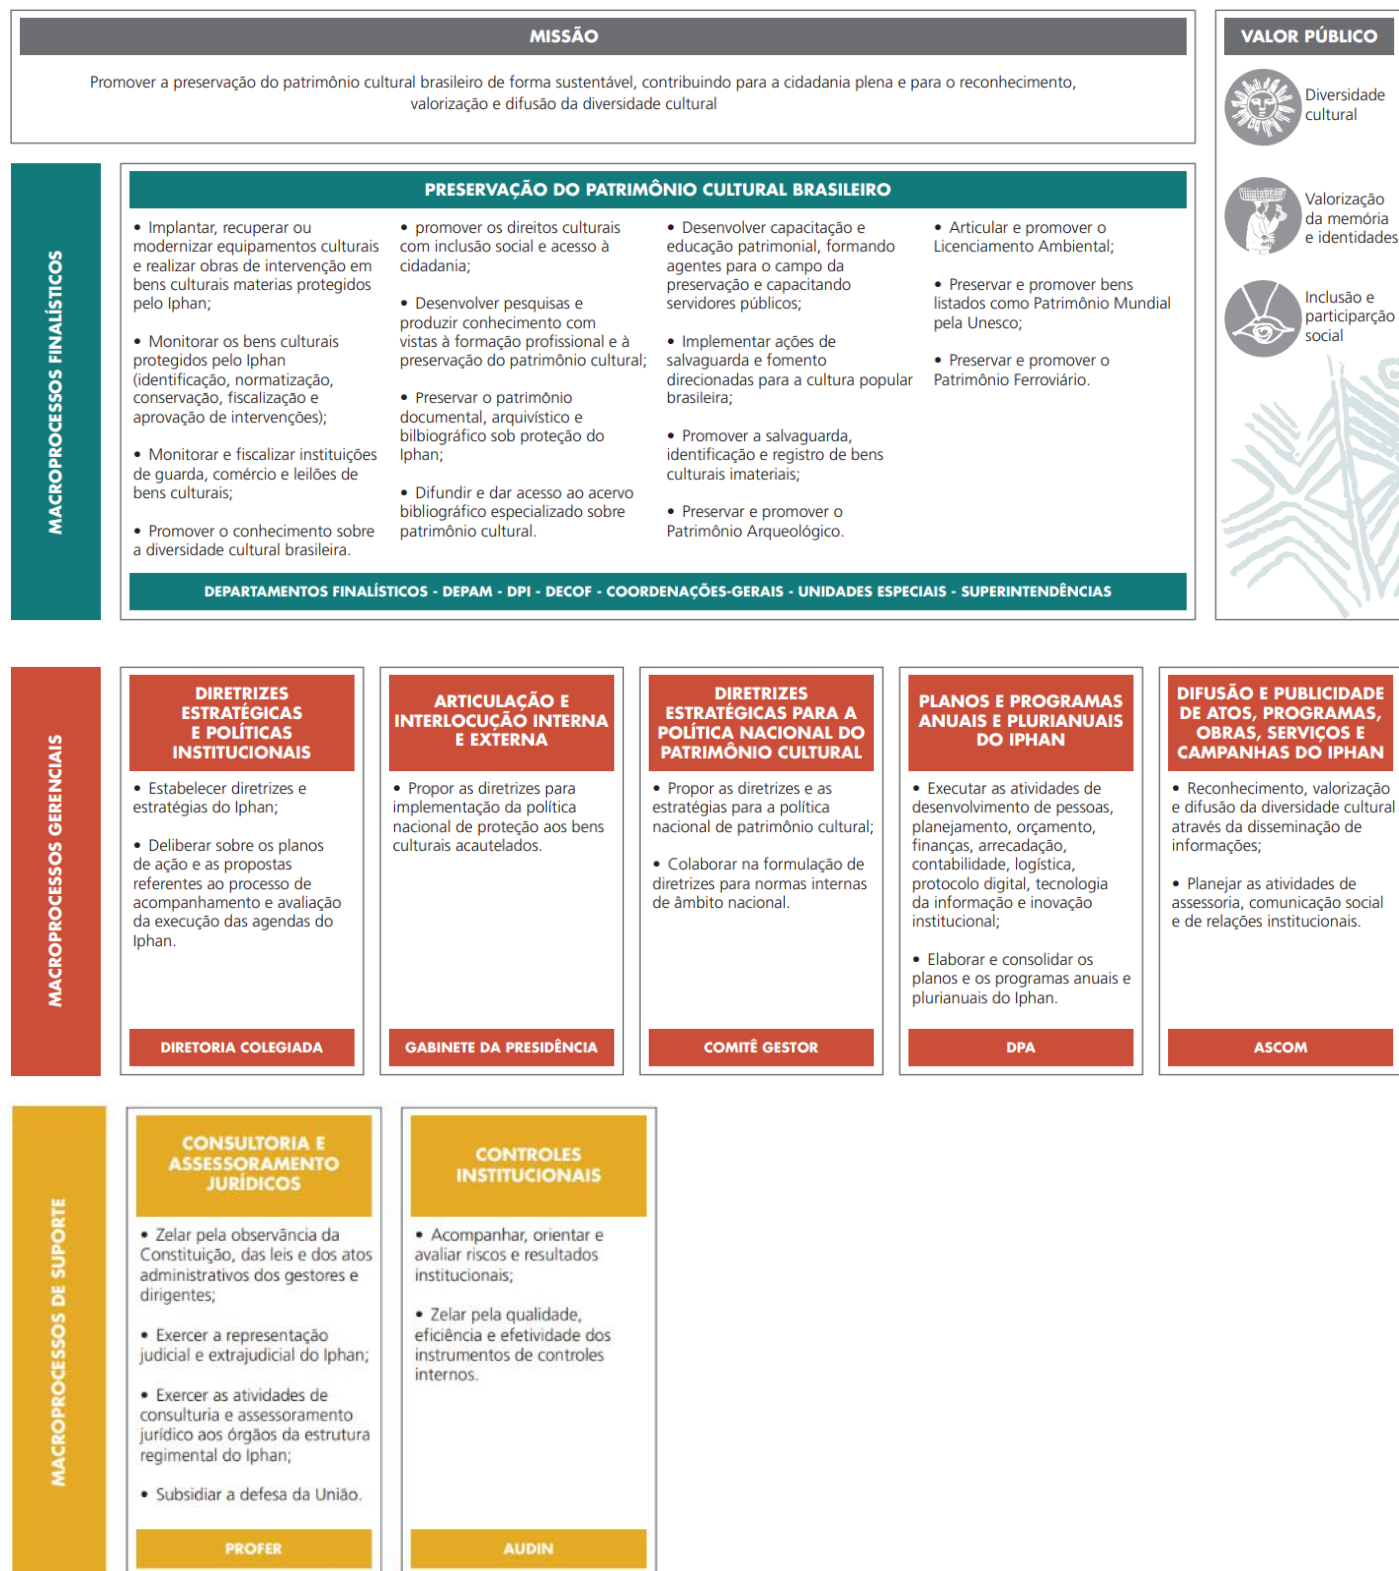 MISSÃO
Promover a preservação do patrimônio cultural brasileiro de forma sustentável, contribuindo para a cidadania plena e para o reconhecimento,
valorização e difusão da diversidade cultural
VALOR PÚBLICO
Diversidade
cultural
Valorização
da memória
e identidades
Inclusão e
participarção
social
MACROPROCESSOS FINALÍSTICOS
PRESERVAÇÃO DO PATRIMÔNIO CULTURAL BRASILEIRO
• Implantar, recuperar ou
modernizar equipamentos culturais
e realizar obras de intervenção em
bens culturais materias protegidos
pelo Iphan;
• Monitorar os bens culturais
protegidos pelo Iphan
(identificação, normatização,
conservação, fiscalização e
aprovação de intervenções);
• Monitorar e fiscalizar instituições
de guarda, comércio e leilões de
bens culturais;
• Promover o conhecimento sobre
a diversidade cultural brasileira.
• promover os direitos culturais
com inclusão social e acesso à
cidadania;
• Desenvolver pesquisas e
produzir conhecimento com
vistas à formação profissional e à
preservação do patrimônio cultural;
• Preservar o patrimônio
documental, arquivístico e
bilbiográfico sob proteção do
Iphan;
• Difundir e dar acesso ao acervo
bibliográfico especializado sobre
patrimônio cultural.
• Desenvolver capacitação e
educação patrimonial, formando
agentes para o campo da
preservação e capacitando
servidores públicos;
• Implementar ações de
salvaguarda e fomento
direcionadas para a cultura popular
brasileira;
• Promover a salvaguarda,
identificação e registro de bens
culturais imateriais;
• Preservar e promover o
Patrimônio Arqueológico.
• Articular e promover o
Licenciamento Ambiental;
• Preservar e promover bens
listados como Patrimônio Mundial
pela Unesco;
• Preservar e promover o
Patrimônio Ferroviário.
DEPARTAMENTOS FINALÍSTICOS - DEPAM - DPI - DECOF - COORDENAÇÕES-GERAIS - UNIDADES ESPECIAIS - SUPERINTENDÊNCIAS
MACROPROCESSOS GERENCIAIS
DIRETRIZES
ESTRATÉGICAS
E POLÍTICAS
INSTITUCIONAIS
• Estabelecer diretrizes e
estratégias do Iphan;
• Deliberar sobre os planos
de ação e as propostas
referentes ao processo de
acompanhamento e avaliação
da execução das agendas do
Iphan.
DIRETORIA COLEGIADA
ARTICULAÇÃO E
INTERLOCUÇÃO INTERNA
E EXTERNA
• Propor as diretrizes para
implementação da política
nacional de proteção aos bens
culturais acautelados.
GABINETE DA PRESIDÊNCIA
DIRETRIZES
ESTRATÉGICAS PARA A
POLÍTICA NACIONAL DO
PATRIMÔNIO CULTURAL
• Propor as diretrizes e as
estratégias para a política
nacional de patrimônio cultural;
• Colaborar na formulação de
diretrizes para normas internas
de âmbito nacional.
COMITÊ GESTOR
PLANOS E PROGRAMAS
ANUAIS E PLURIANUAIS
DO IPHAN
• Executar as atividades de
desenvolvimento de pessoas,
planejamento, orçamento,
finanças, arrecadação,
contabilidade, logística,
protocolo digital, tecnologia
da informação e inovação
institucional;
• Elaborar e consolidar os
planos e os programas anuais e
plurianuais do Iphan.
DPA
DIFUSÃO E PUBLICIDADE
DE ATOS, PROGRAMAS,
OBRAS, SERVIÇOS E
CAMPANHAS DO IPHAN
• Reconhecimento, valorização
e difusão da diversidade cultural
através da disseminação de
informações;
• Planejar as atividades de
assessoria, comunicação social
e de relações institucionais.
ASCOM
MACROPROCESSOS DE SUPORTE
CONSULTORIA E
ASSESSORAMENTO
JURÍDICOS
• Zelar pela observância da
Constituição, das leis e dos atos
administrativos dos gestores e
dirigentes;
• Exercer a representação
judicial e extrajudicial do Iphan;
• Exercer as atividades de
consulturia e assessoramento
jurídico aos órgãos da estrutura
regimental do Iphan;
• Subsidiar a defesa da União.
PROFER
CONTROLES
INSTITUCIONAIS
• Acompanhar, orientar e
avaliar riscos e resultados
institucionais;
• Zelar pela qualidade,
eficiência e efetividade dos
instrumentos de controles
internos.
AUDIN